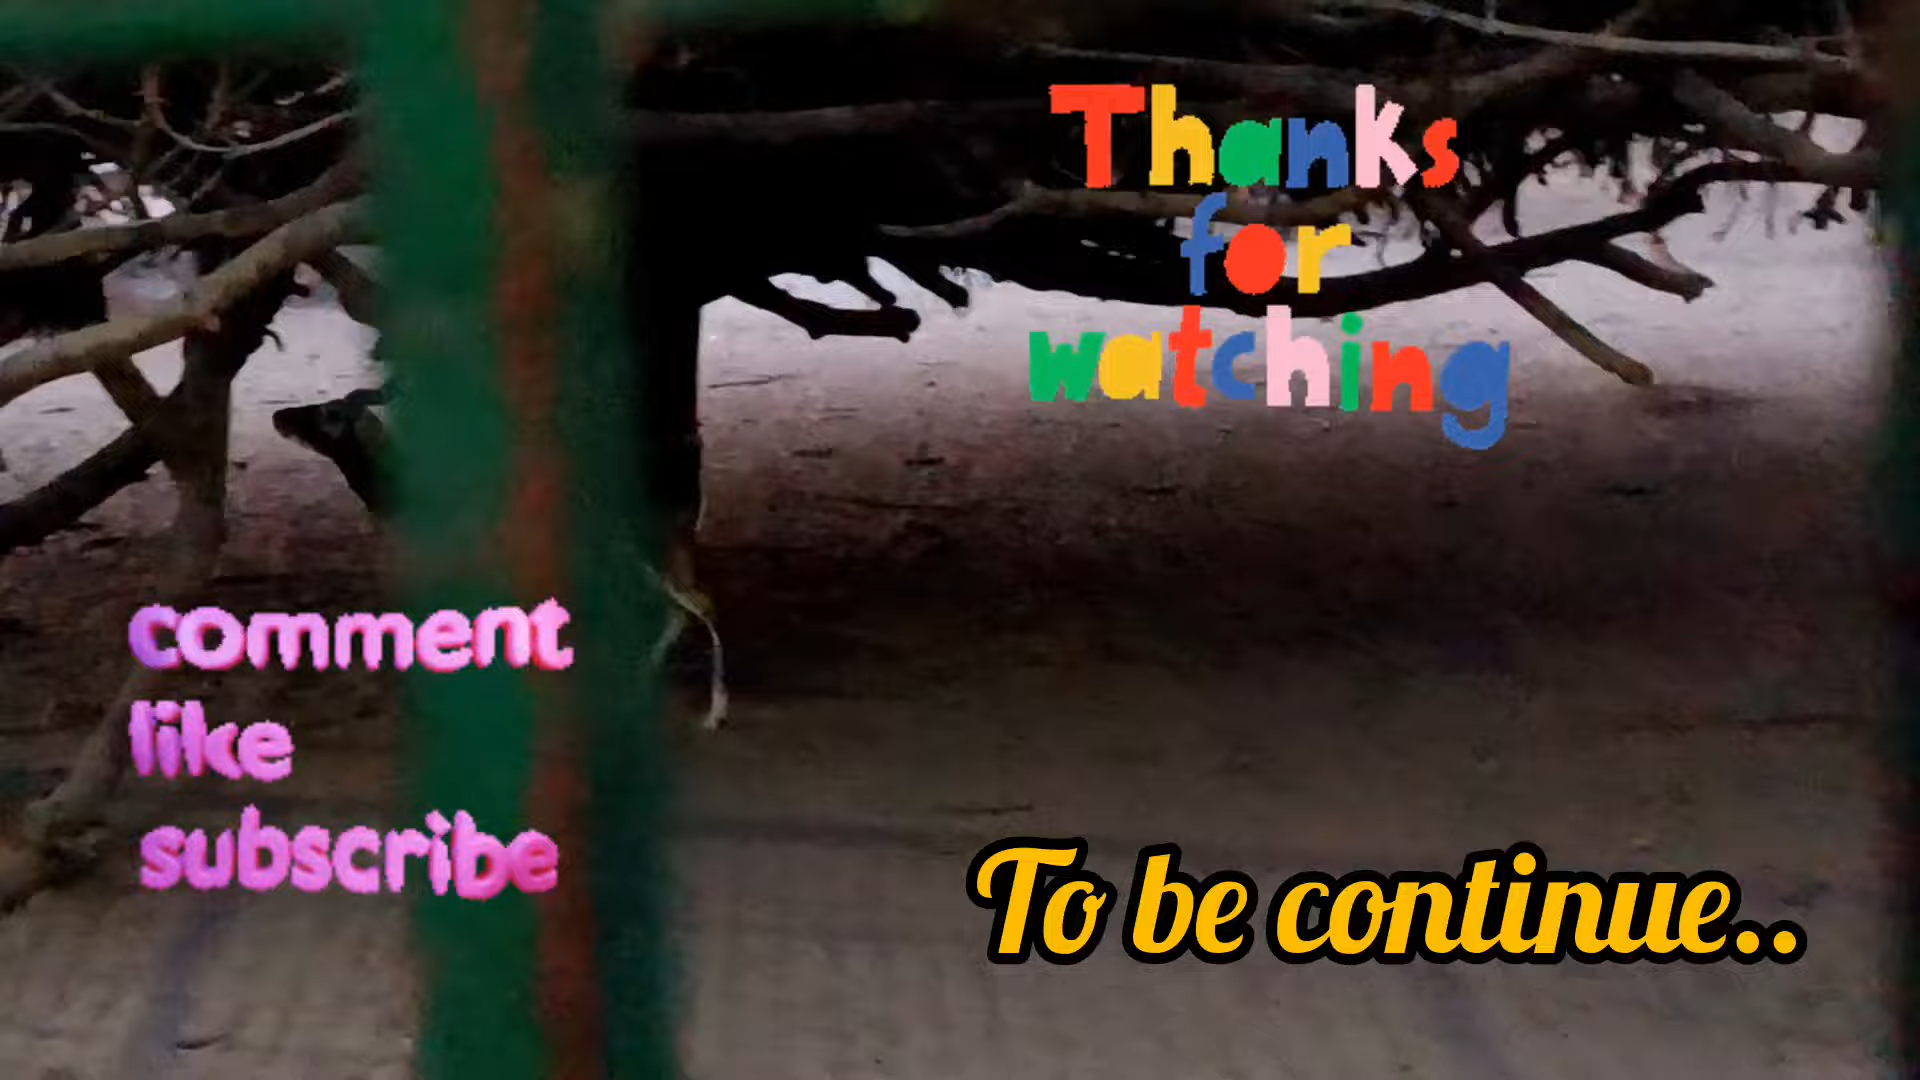 Thanks
for
watching
comment
like
subscribe
To be continue..